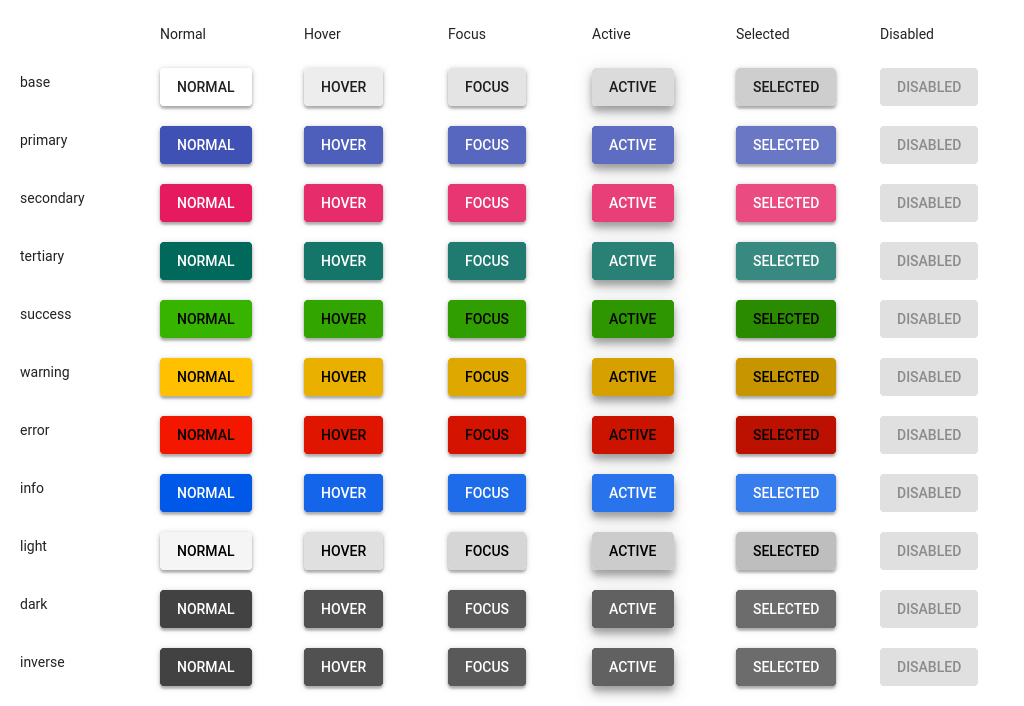 Normal Hover Focus Active Selected Disabled
base NORMAL HOVER FOCUS ACTIVE SELECTED DISABLED
primary NORMAL HOVER FOCUS ACTIVE SELECTED DISABLED
secondary NORMAL HOVER FOCUS ACTIVE SELECTED DISABLED
tertiary NORMAL HOVER FOCUS ACTIVE SELECTED DISABLED
success NORMAL HOVER FOCUS ACTIVE SELECTED DISABLED
warning NORMAL HOVER FOCUS ACTIVE SELECTED DISABLED
error NORMAL HOVER FOCUS ACTIVE SELECTED DISABLED
info NORMAL HOVER FOCUS ACTIVE SELECTED DISABLED
light NORMAL HOVER FOCUS ACTIVE SELECTED DISABLED
dark NORMAL HOVER FOCUS ACTIVE SELECTED DISABLED
inverse NORMAL HOVER FOCUS ACTIVE SELECTED DISABLED